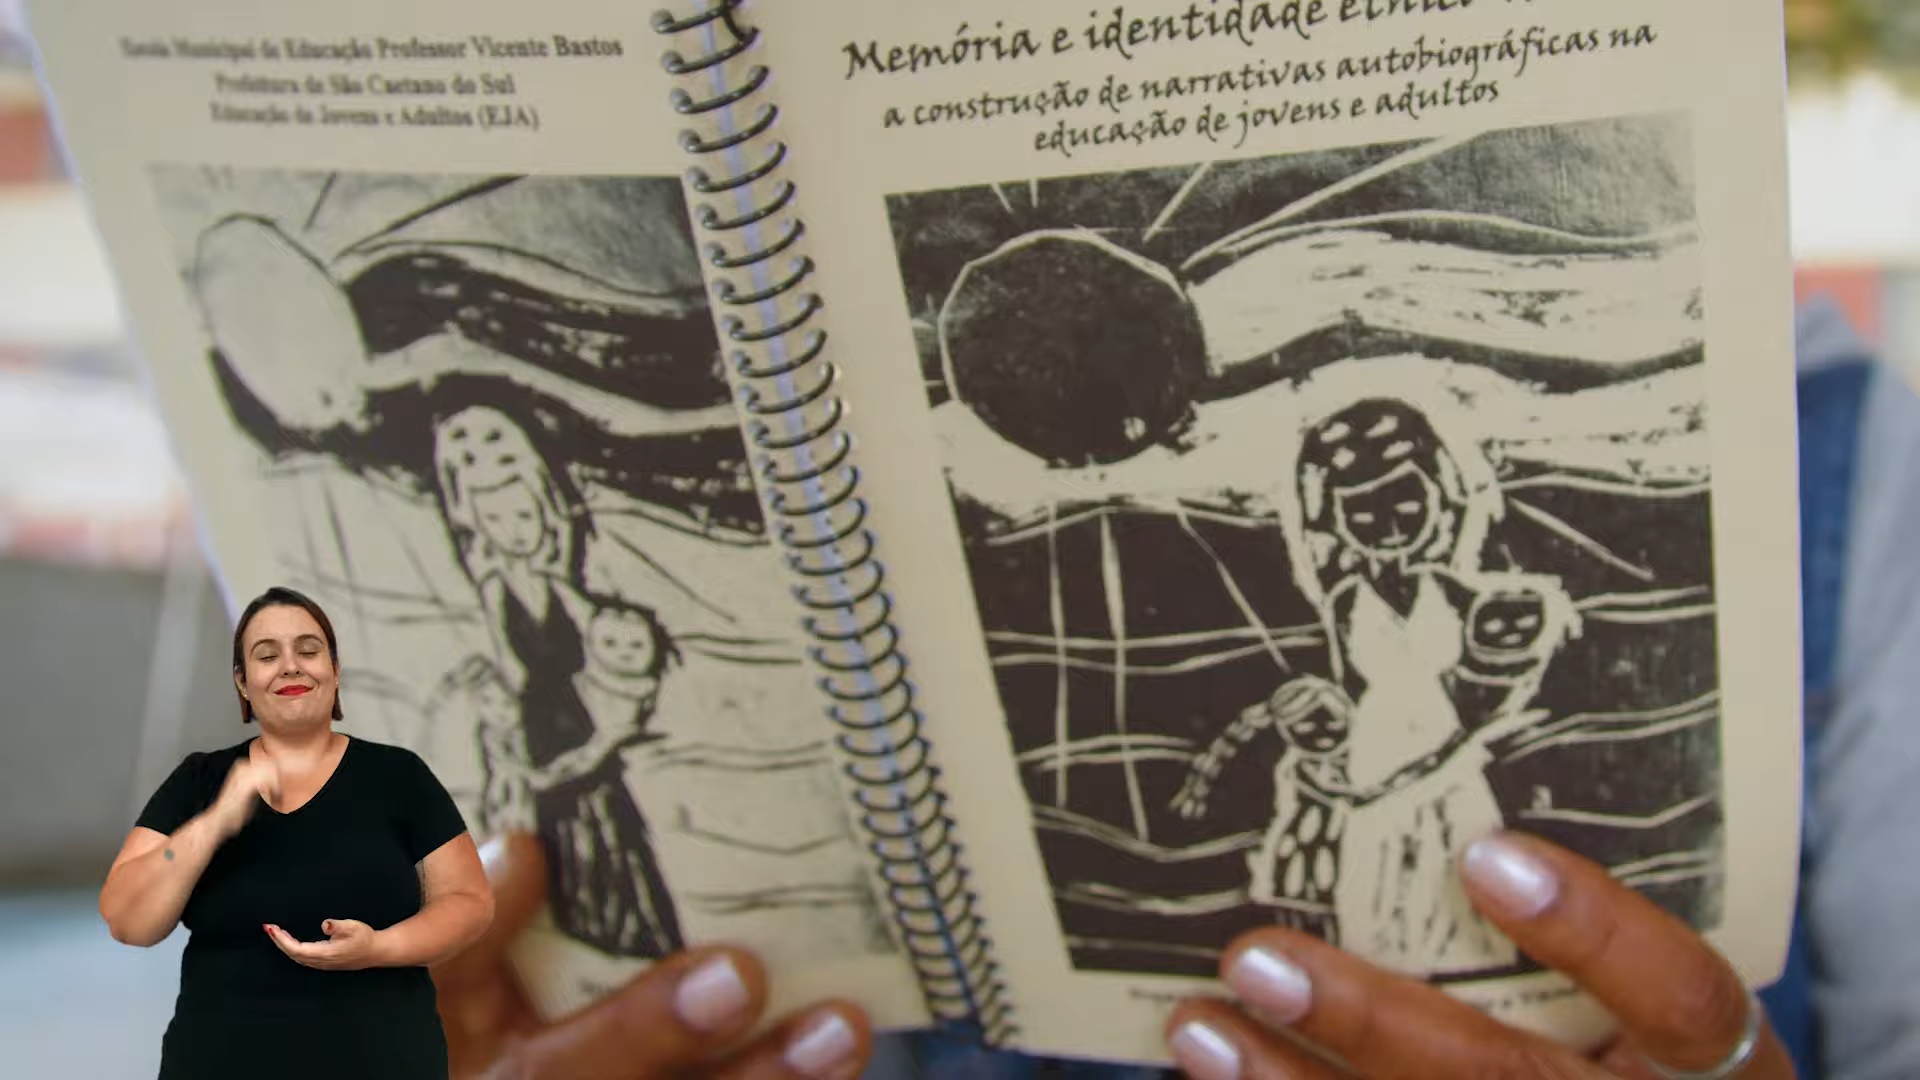 Escola Municipal de Educação Professor Vicente Bastos
Prefeitura de São Caetano do Sul
Educação de Jovens e Adultos (EJA)
Memória e identidade
a construção de narrativas autobiográficas na
educação de jovens e adultos